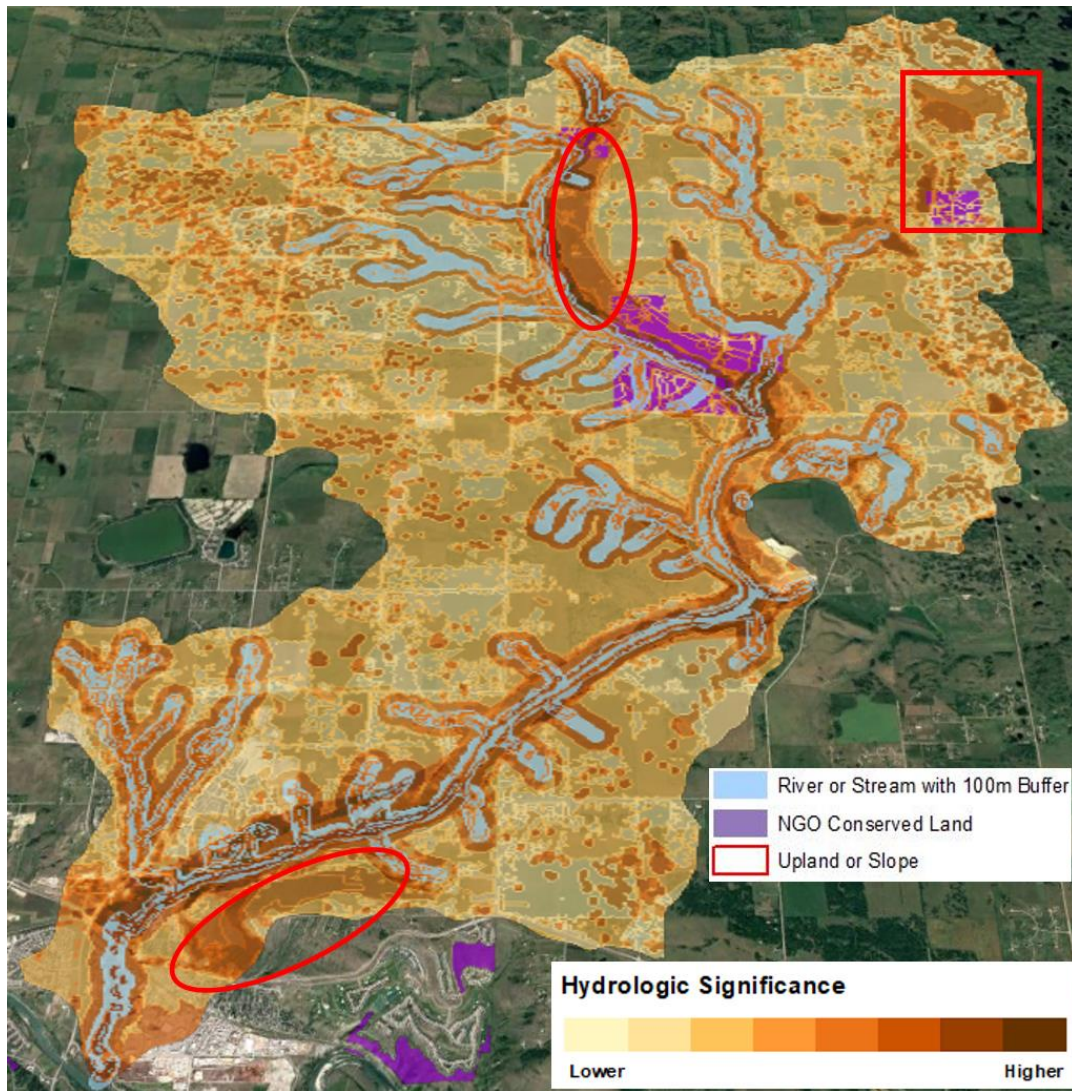 River or Stream with 100m Buffer
NGO Conserved Land
Upland or Slope
Hydrologic Significance
Lower Higher